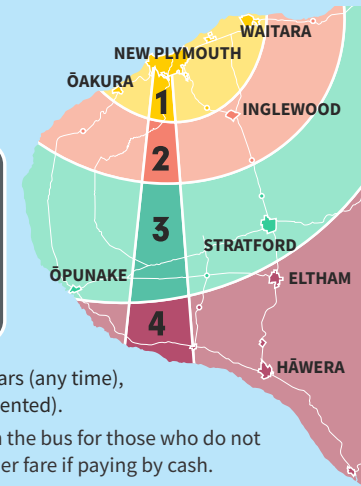 WAITARA
NEW PLYMOUTH
ŌAKURA
1
INGLEWOOD
2
3
STRATFORD
ŌPUNAKE
ELTHAM
4
HĀWERA
ars (any time),
ented).
the bus for those who do not
er fare if paying by cash.